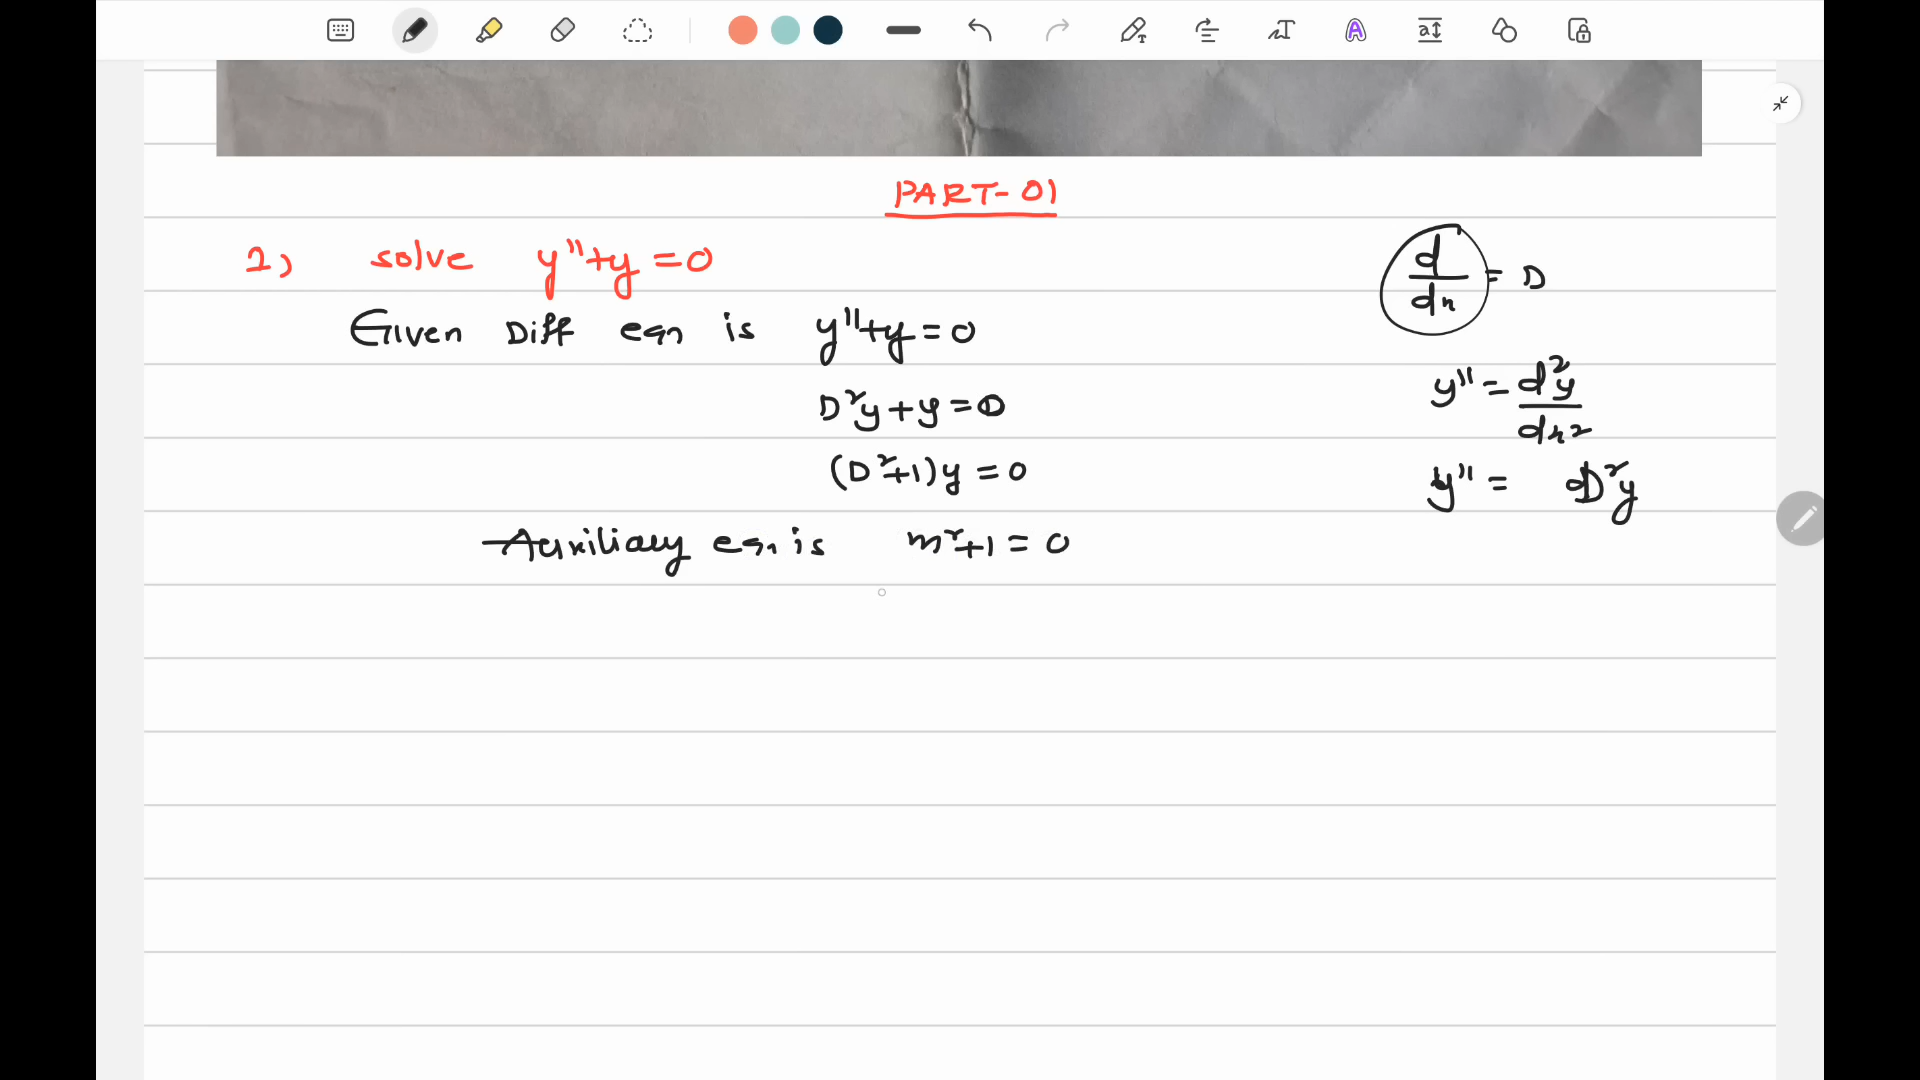 PART-01
1) solve y''+y=0
Given Diff eqn is y''+y=0
D²y+y=0
(D²+1)y=0
Auxiliary eqn is m²+1=0
d/dx = D
y''=d²y/dx²
y''= D²y